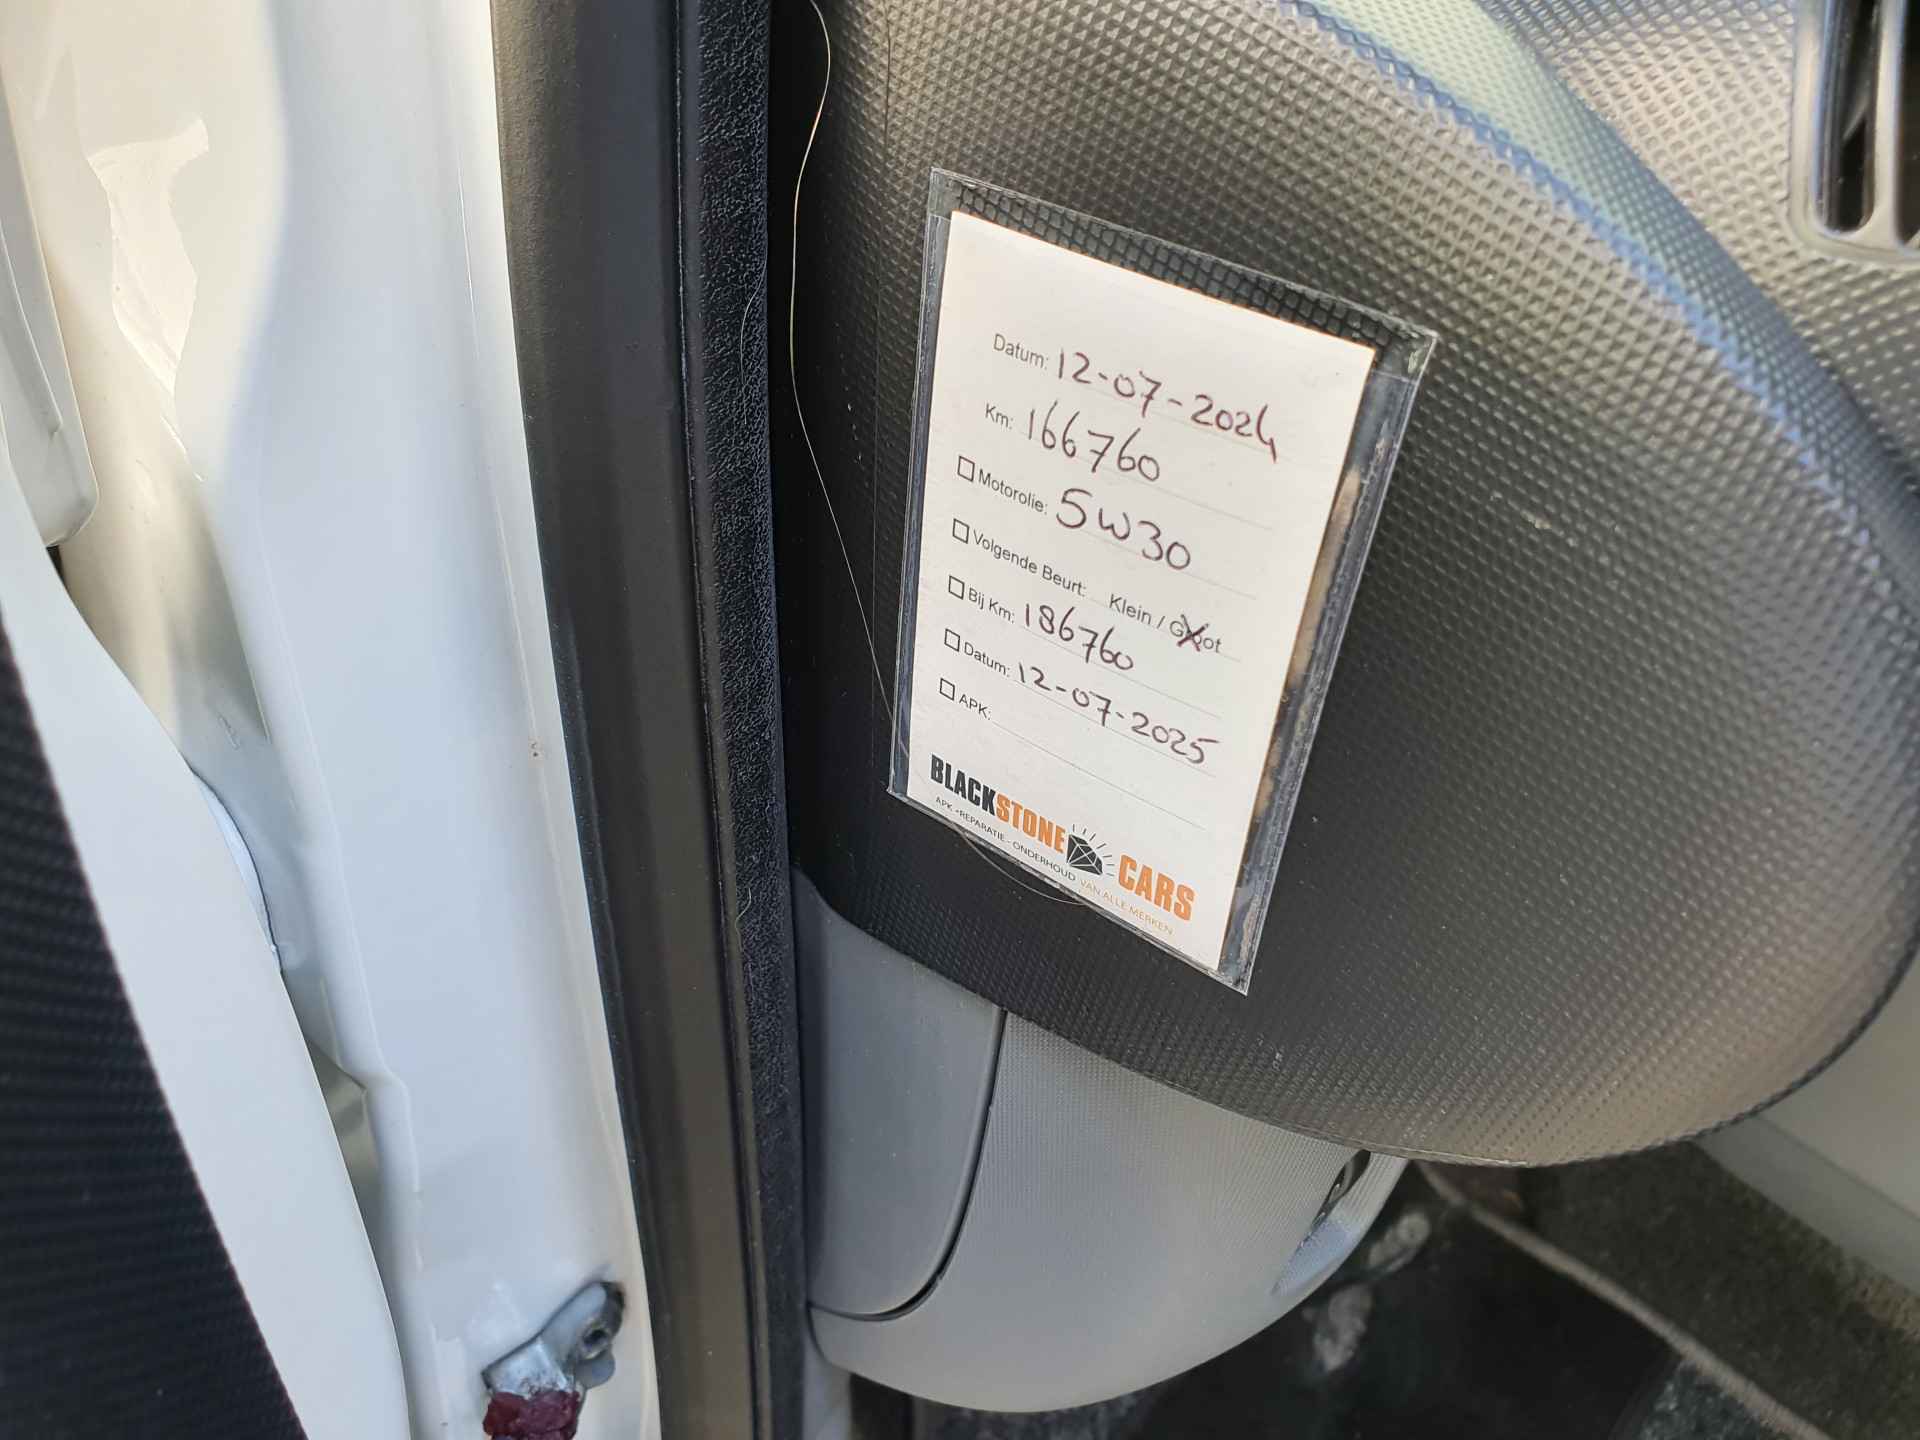 Datum: 12-07-2024
Km: 166760
Motorolie: 5W30
Volgende Beurt: Klein / Groot
Bij Km: 186760
Datum: 12-07-2025
APK:
BLACKSTONE CARS
APK - REPARATIE - ONDERHOUD VAN ALLE MERKEN